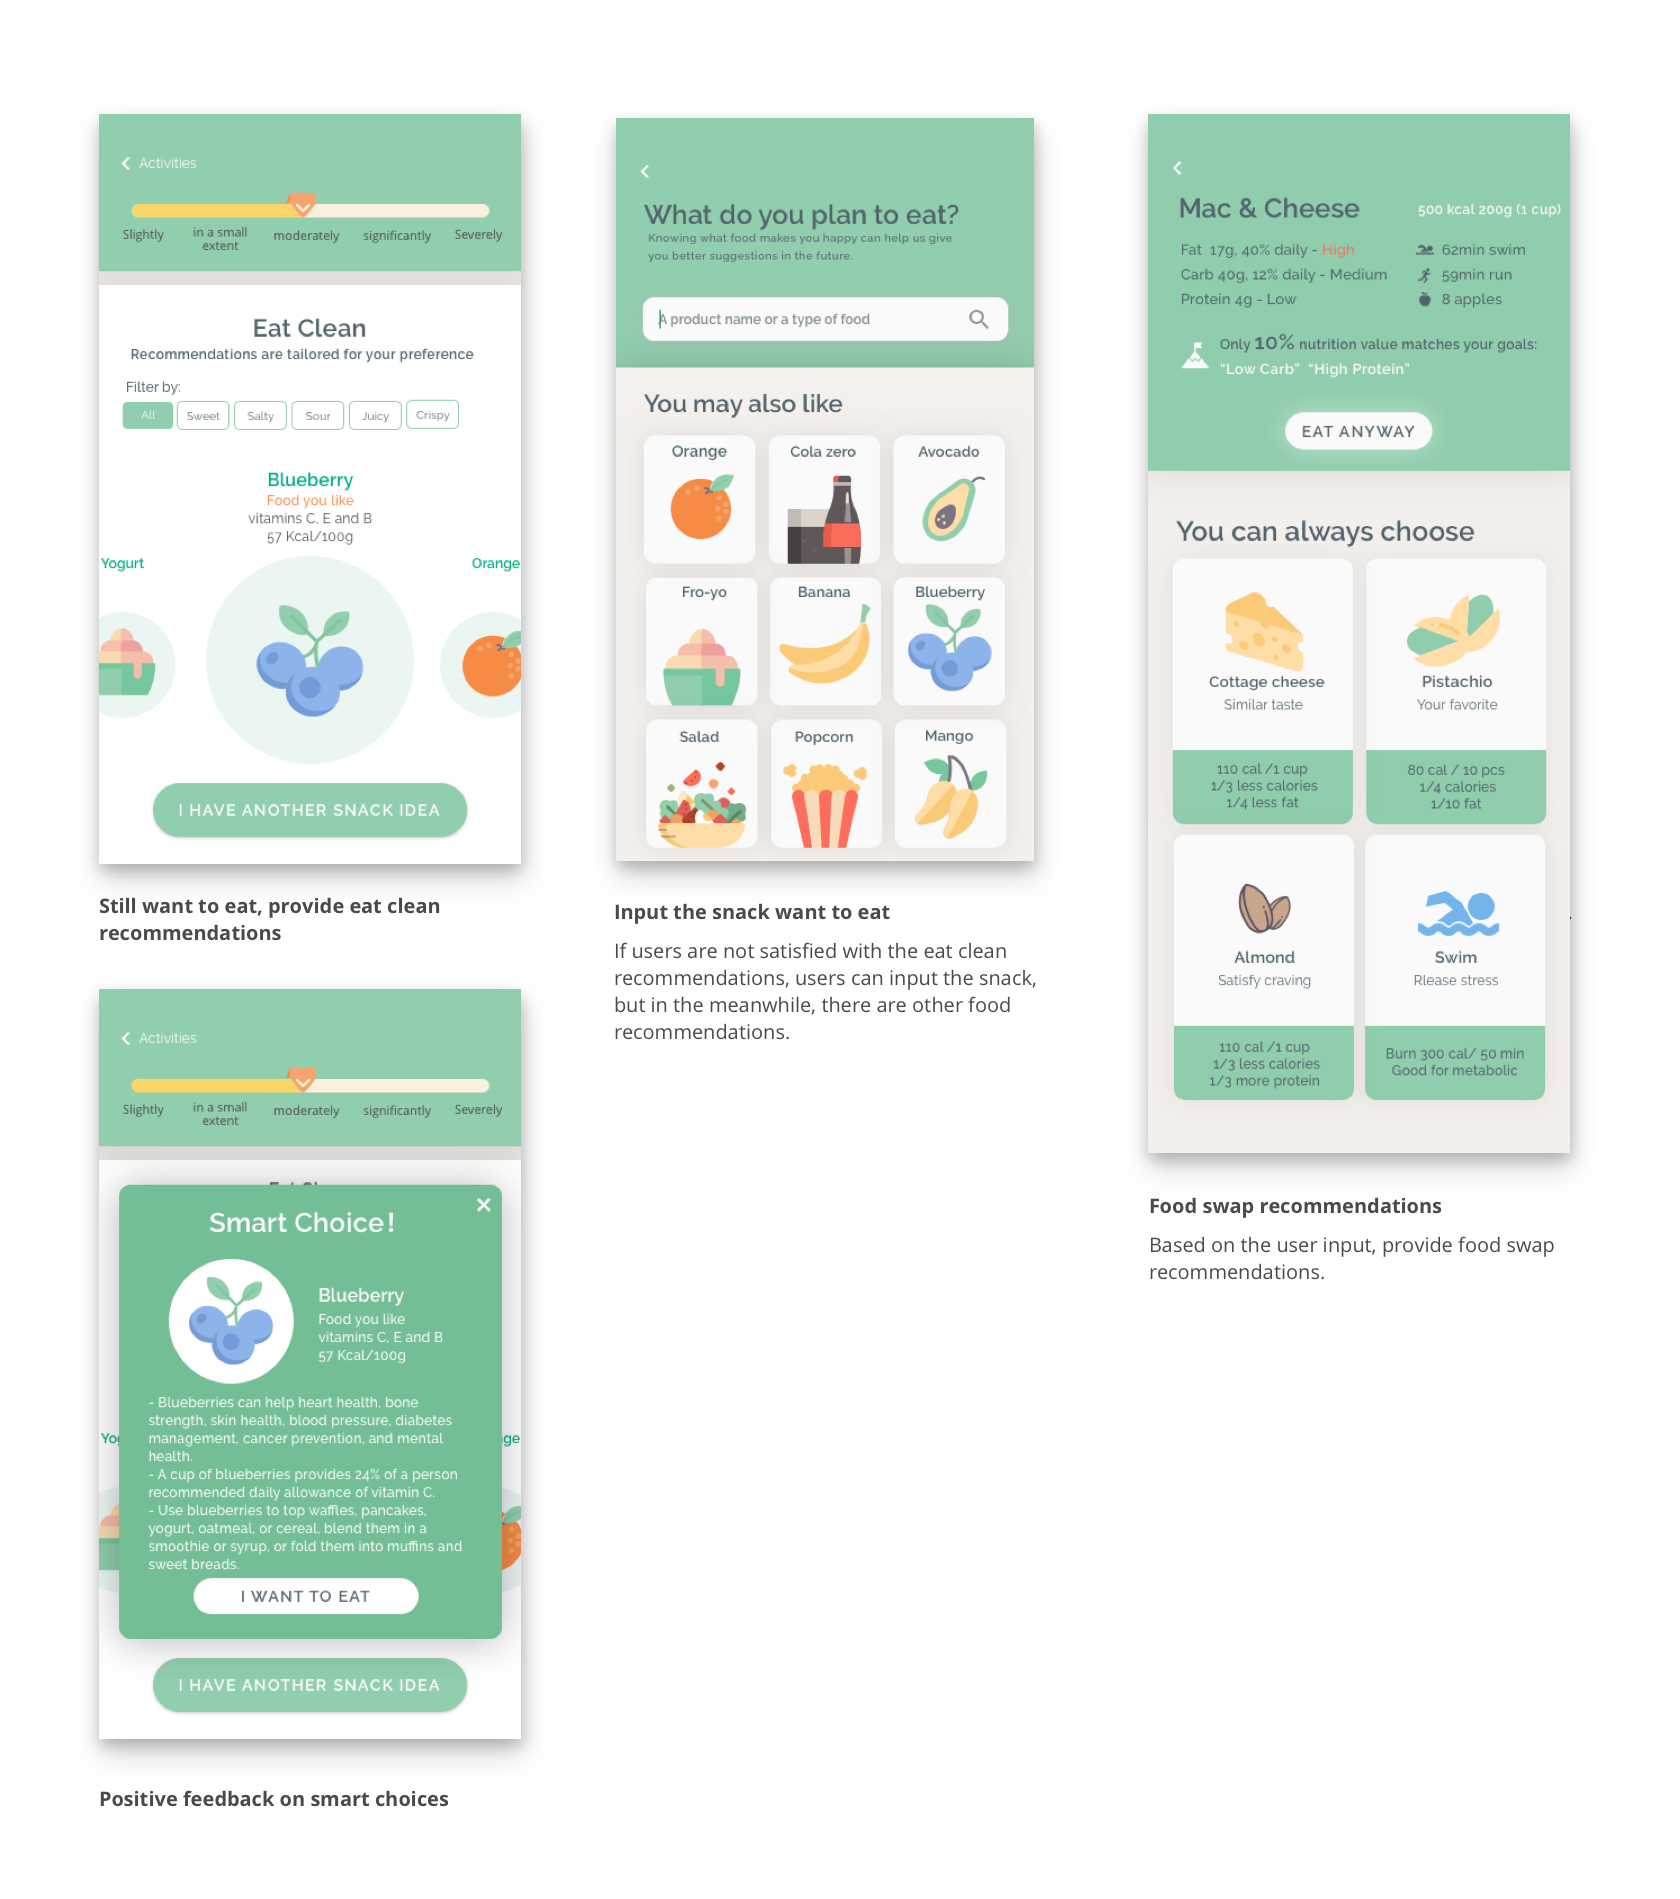 Activities
Slightly
in a small
extent
moderately
significantly
Severely
Eat Clean
Recommendations are tailored for your preference
Filter by:
All
Sweet
Salty
Sour
Juicy
Crispy
Blueberry
Food you like
vitamins C, E and B
57 Kcal/100g
Yogurt
Orange
I HAVE ANOTHER SNACK IDEA
Still want to eat, provide eat clean
recommendations
Activities
Slightly
in a small
extent
moderately
significantly
Severely
Smart Choice!
Blueberry
Food you like
vitamins C, E and B
57 Kcal/100g
- Blueberries can help heart health, bone
strength, skin health, blood pressure, diabetes
management, cancer prevention, and mental
health.
- A cup of blueberries provides 24% of a person
recommended daily allowance of vitamin C.
- Use blueberries to top waffles, pancakes,
yogurt, oatmeal, or cereal, blend them in a
smoothie or syrup, or fold them into muffins and
sweet breads.
I WANT TO EAT
Yo
ge
I HAVE ANOTHER SNACK IDEA
Positive feedback on smart choices
What do you plan to eat?
Knowing what food makes you happy can help us give
you better suggestions in the future.
A product name or a type of food
You may also like
Orange
Cola zero
Avocado
Fro-yo
Banana
Blueberry
Salad
Popcorn
Mango
Input the snack want to eat
If users are not satisfied with the eat clean
recommendations, users can input the snack,
but in the meanwhile, there are other food
recommendations.
Mac & Cheese
500 kcal 200g (1 cup)
Fat 17g, 40% daily - High
Carb 40g, 12% daily - Medium
Protein 4g - Low
62min swim
59min run
8 apples
Only 10% nutrition value matches your goals:
“Low Carb” “High Protein”
EAT ANYWAY
You can always choose
Cottage cheese
Similar taste
110 cal /1 cup
1/3 less calories
1/4 less fat
Pistachio
Your favorite
80 cal / 10 pcs
1/4 calories
1/10 fat
Almond
Satisfy craving
110 cal /1 cup
1/3 less calories
1/3 more protein
Swim
Rlease stress
Burn 300 cal/ 50 min
Good for metabolic
Food swap recommendations
Based on the user input, provide food swap
recommendations.